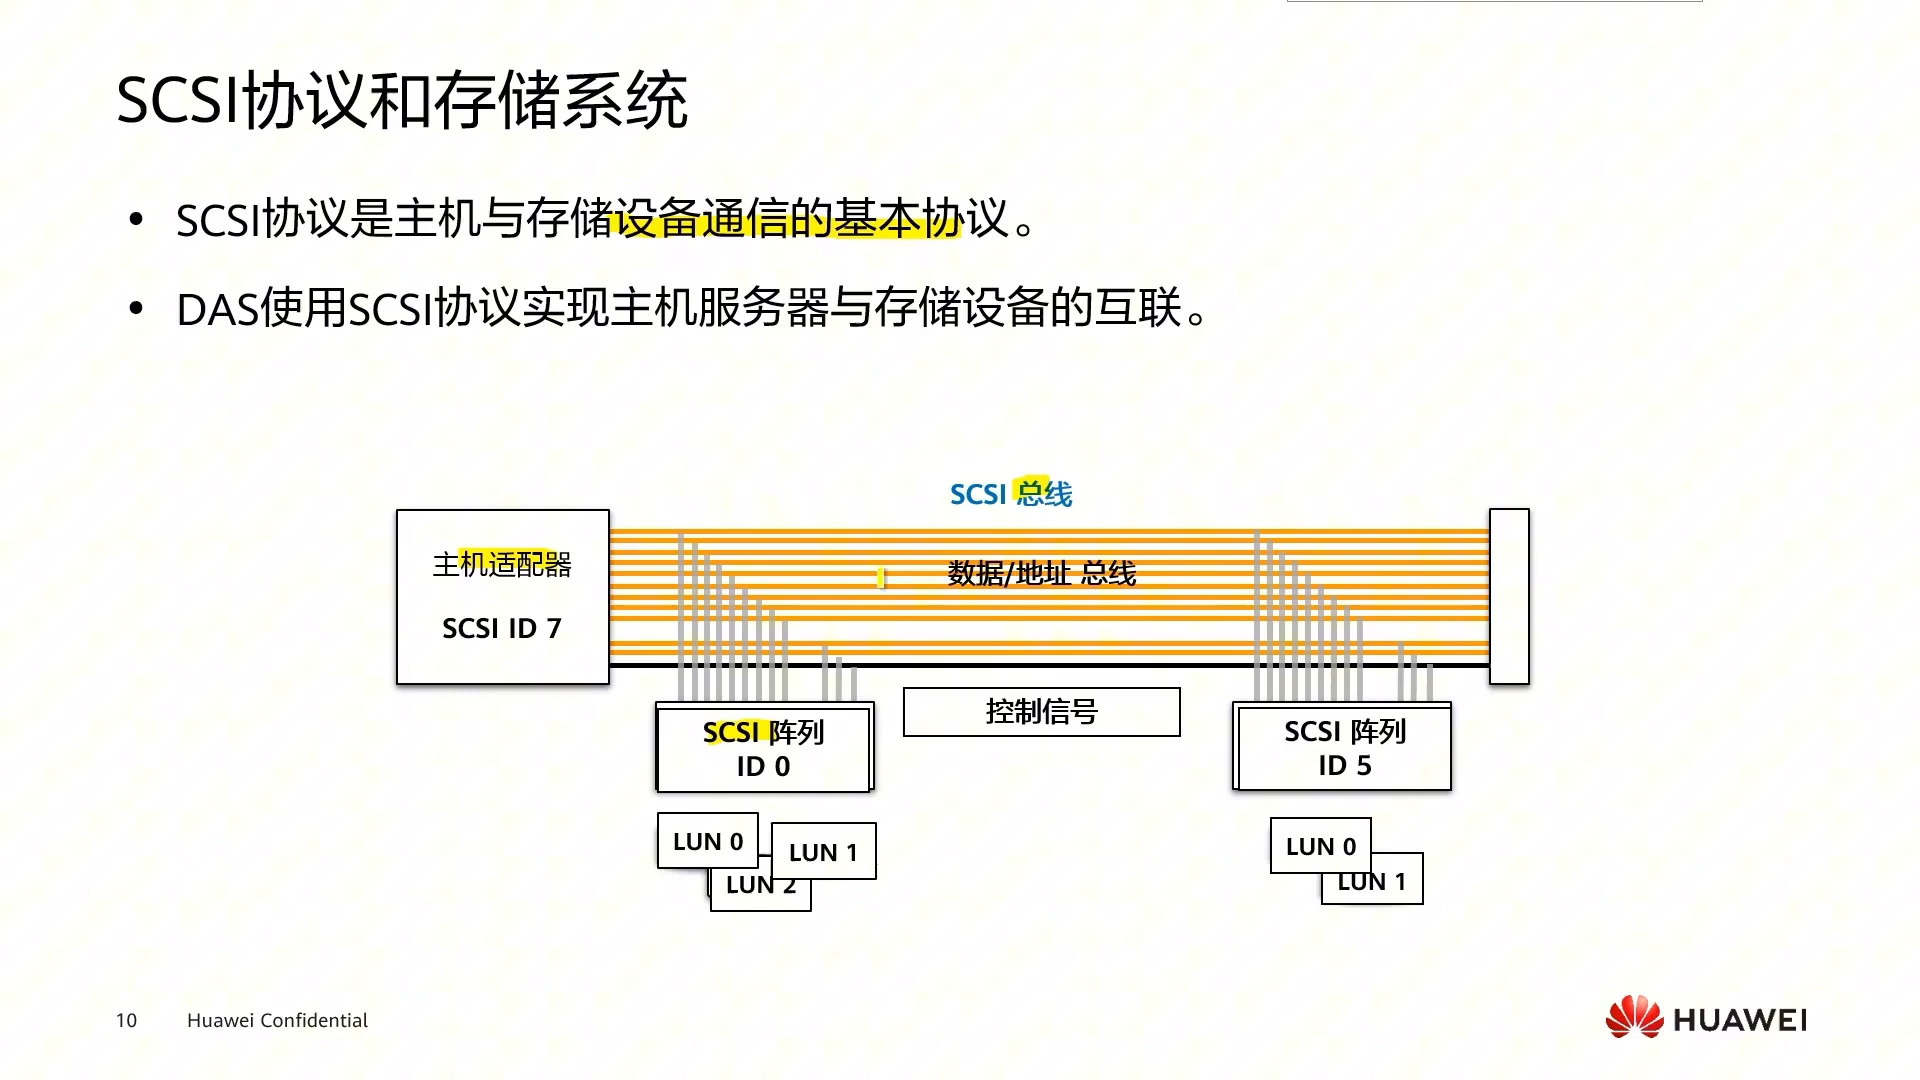 SCSI协议和存储系统
• SCSI协议是主机与存储设备通信的基本协议。
• DAS使用SCSI协议实现主机服务器与存储设备的互联。
SCSI 总线
主机适配器
SCSI ID 7
数据/地址 总线
控制信号
SCSI 阵列
ID 0
SCSI 阵列
ID 5
LUN 0
LUN 1
LUN 2
LUN 0
LUN 1
10 Huawei Confidential
HUAWEI